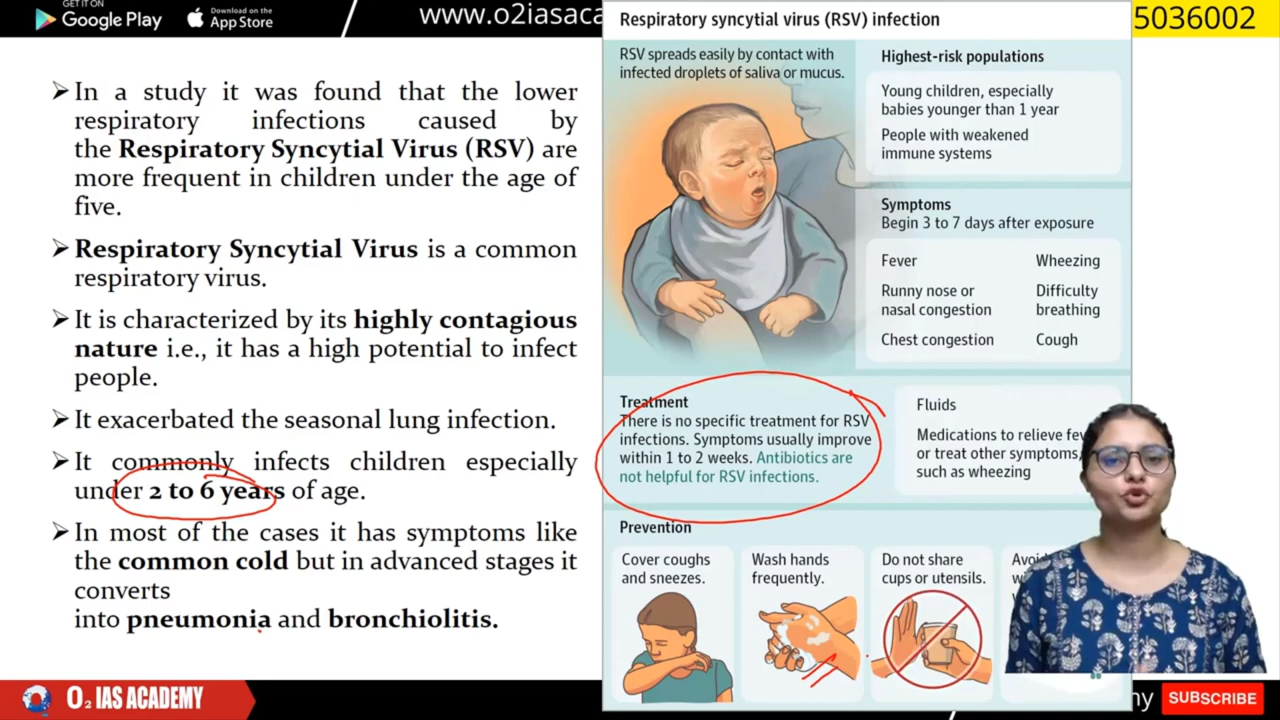 GET IT ON
Google Play
Download on the
App Store
www.o2iasaca
5036002
In a study it was found that the lower
respiratory infections caused by
the Respiratory Syncytial Virus (RSV) are
more frequent in children under the age of
five.
Respiratory Syncytial Virus is a common
respiratory virus.
It is characterized by its highly contagious
nature i.e., it has a high potential to infect
people.
It exacerbated the seasonal lung infection.
It commonly infects children especially
under 2 to 6 years of age.
In most of the cases it has symptoms like
the common cold but in advanced stages it
converts
into pneumonia and bronchiolitis.
Respiratory syncytial virus (RSV) infection
RSV spreads easily by contact with
infected droplets of saliva or mucus.
Highest-risk populations
Young children, especially
babies younger than 1 year
People with weakened
immune systems
Symptoms
Begin 3 to 7 days after exposure
Fever
Wheezing
Runny nose or
nasal congestion
Difficulty
breathing
Chest congestion
Cough
Treatment
There is no specific treatment for RSV
infections. Symptoms usually improve
within 1 to 2 weeks. Antibiotics are
not helpful for RSV infections.
Fluids
Medications to relieve fev
or treat other symptoms,
such as wheezing
Prevention
Cover coughs
and sneezes.
Wash hands
frequently.
Do not share
cups or utensils.
O2 IAS ACADEMY
my
SUBSCRIBE